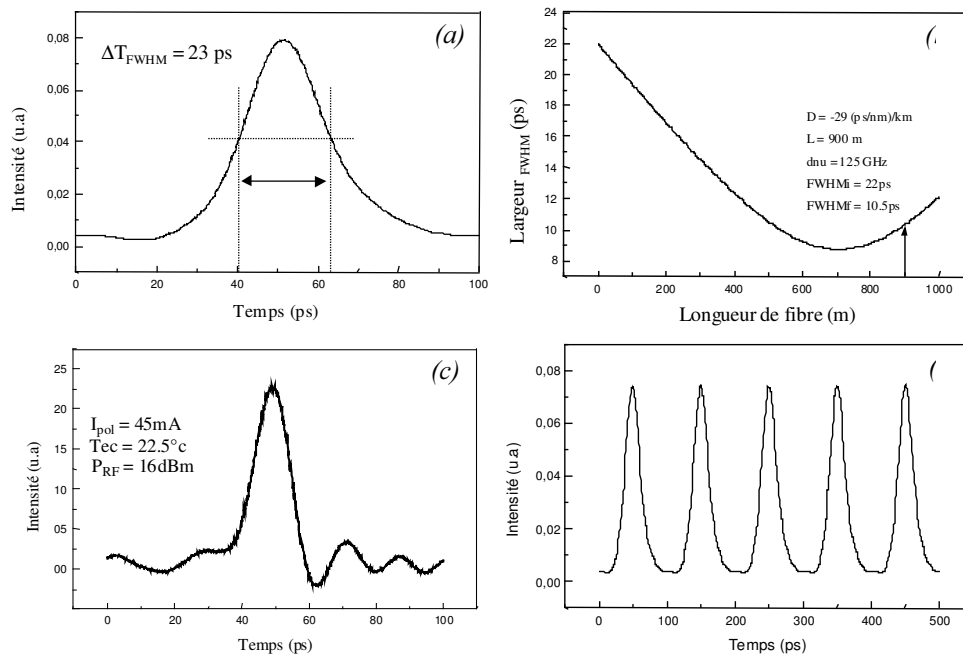 (a)
ΔT_FWHM = 23 ps
0,08
0,06
0,04
0,02
0,00
Intensité (u.a)
0 20 40 60 80 100
Temps (ps)
24
22
20
18
16
14
12
10
8
Largeur FWHM (ps)
D = -29 (ps/nm)/km
L = 900 m
dnu = 125 GHz
FWHMi = 22ps
FWHMf = 10.5ps
0 200 400 600 800 1000
Longueur de fibre (m)
(c)
I_pol = 45mA
Tec = 22.5°c
P_RF = 16dBm
25
20
15
10
05
00
Intensité (u.a)
0 20 40 60 80 100
Temps (ps)
0,08
0,06
0,04
0,02
0,00
Intensité (u.a)
0 100 200 300 400 500
Temps (ps)